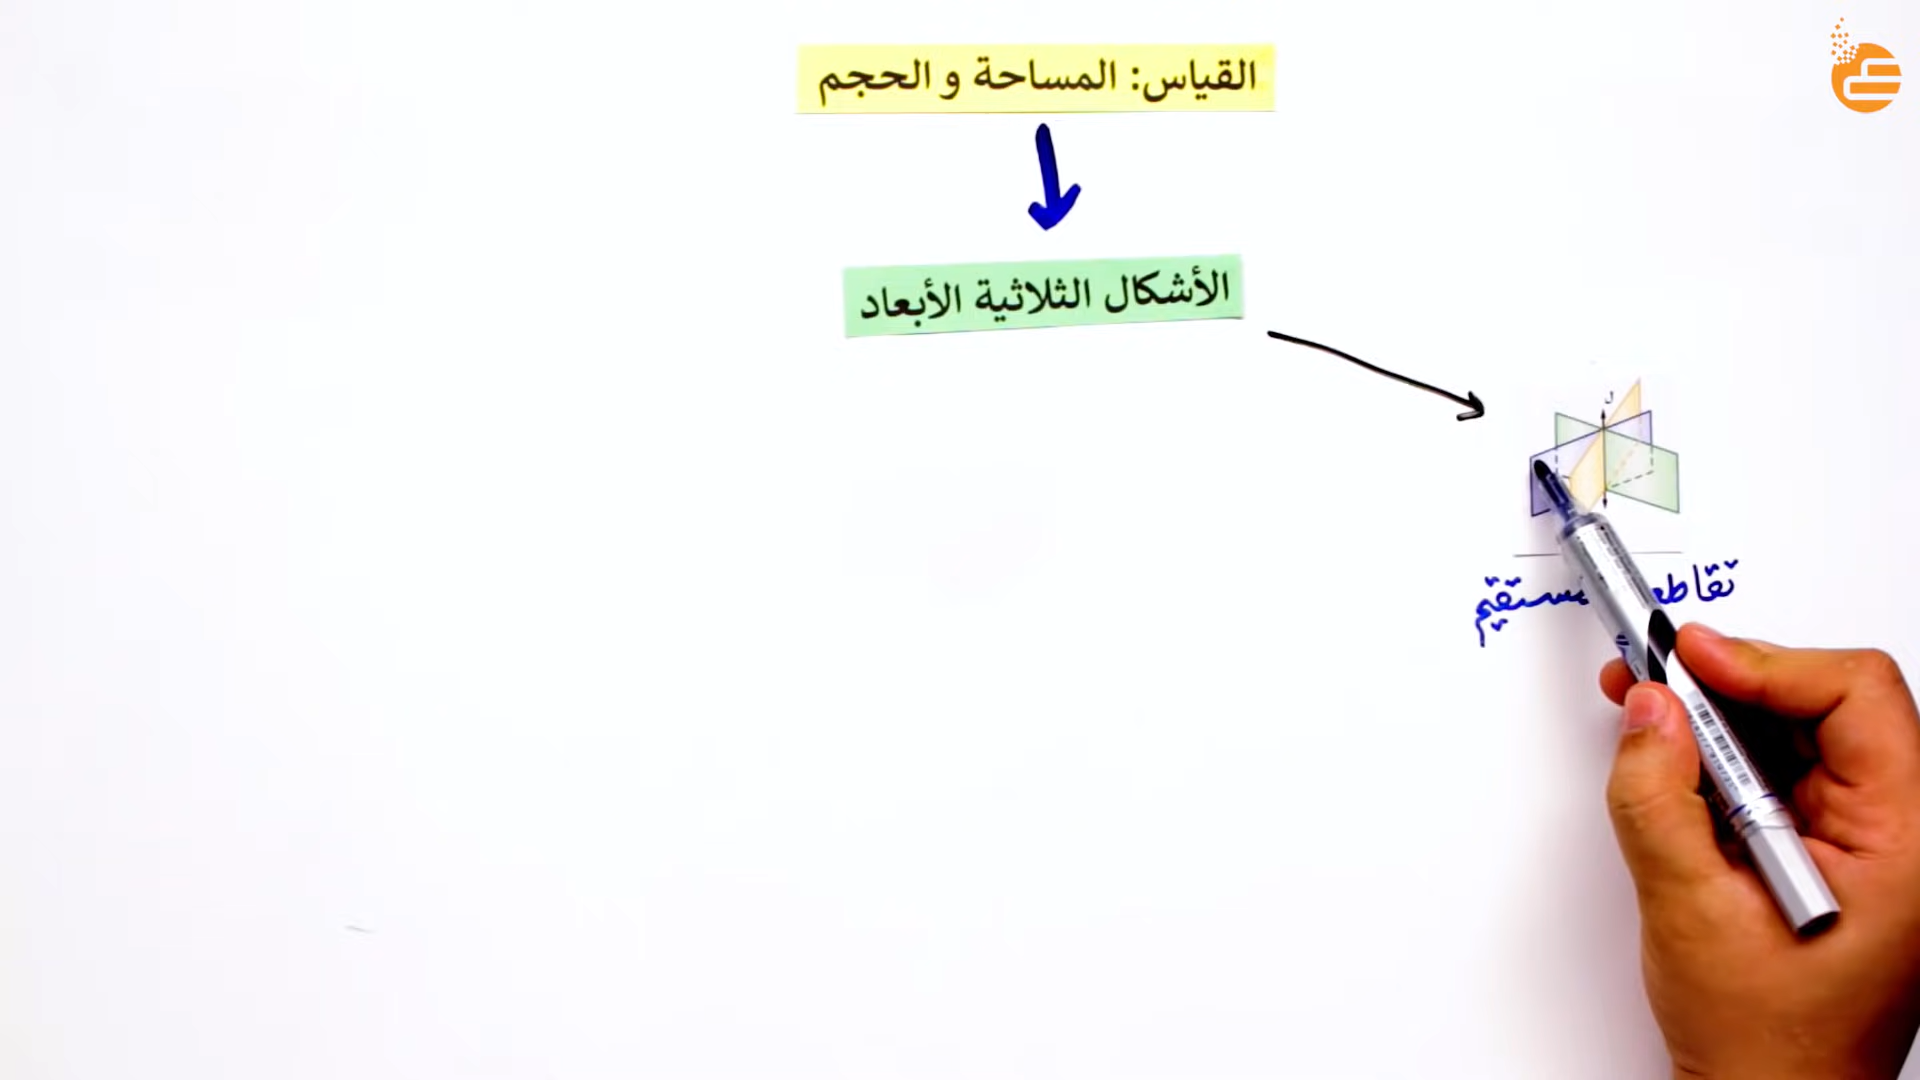 القياس: المساحة و الحجم
الأشكال الثلاثية الأبعاد
ل